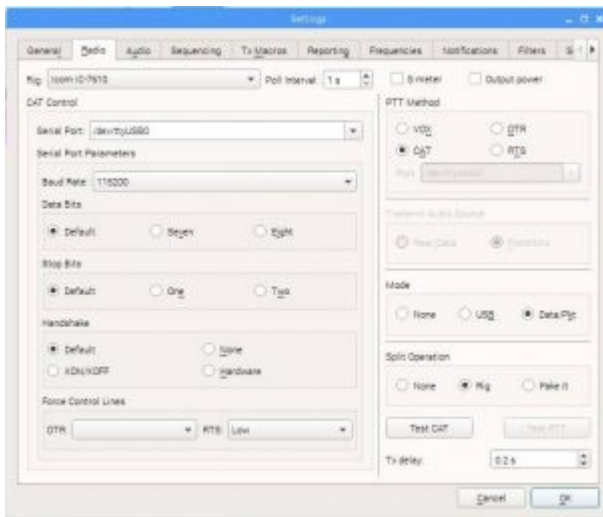 Settings
General Radio Audio Sequencing Tx Macros Reporting Frequencies Notifications Filters S
Rig: Icom IC-7610 Poll Interval: 1 s S meter Output power
CAT Control
PTT Method
Serial Port: /dev/ttyUSB0
VOX DTR
Serial Port Parameters
CAT RTS
Baud Rate: 115200
Port:
Data Bits
Default Seven Eight
Transmit Audio Source
Stop Bits
Default One Two
Mode
None USB Data/Pkt
Handshake
Default None
XON/XOFF Hardware
Split Operation
None Rig Fake It
Force Control Lines
DTR: RTS: Low
Test CAT Test PTT
Tx delay: 0.2 s
Cancel OK